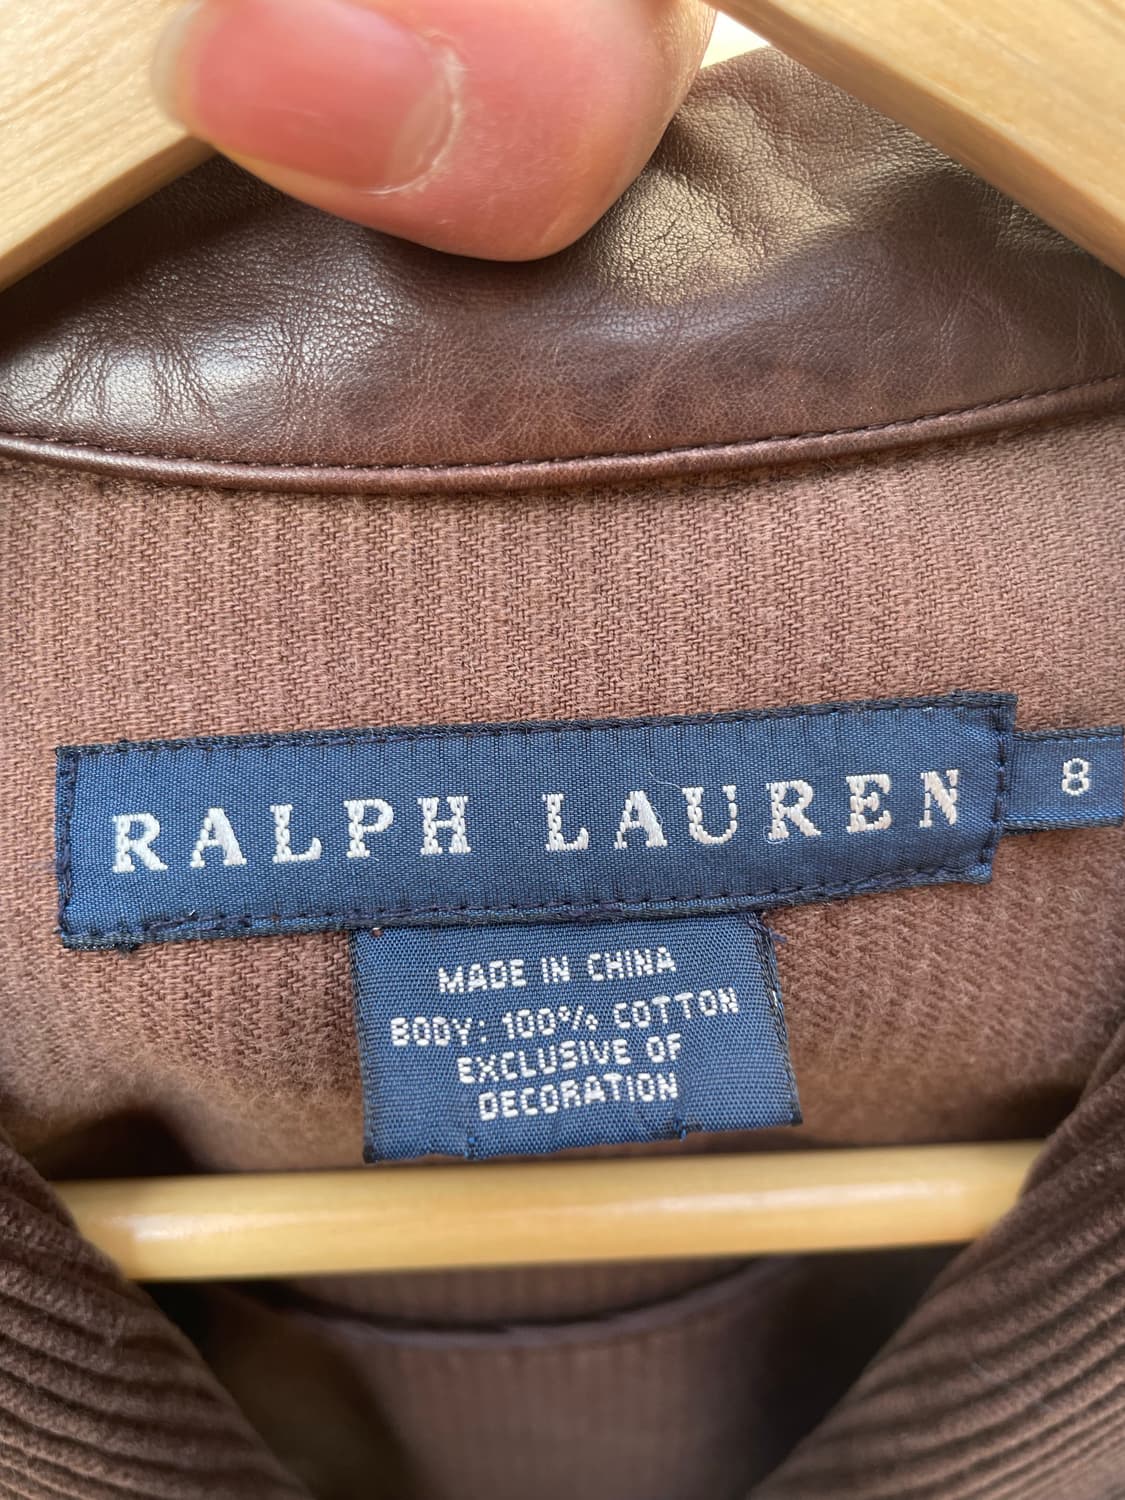 RALPH LAUREN
8
MADE IN CHINA
BODY: 100% COTTON
EXCLUSIVE OF
DECORATION